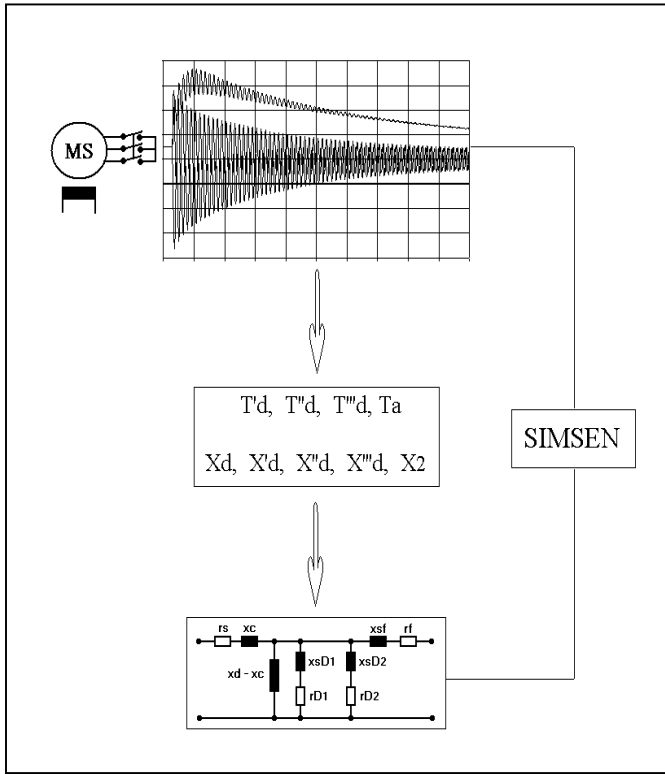 MS
T'd, T''d, T'''d, Ta
Xd, X'd, X''d, X'''d, X2
SIMSEN
rs xc xsf rf
xd - xc xsD1 xsD2
rD1 rD2